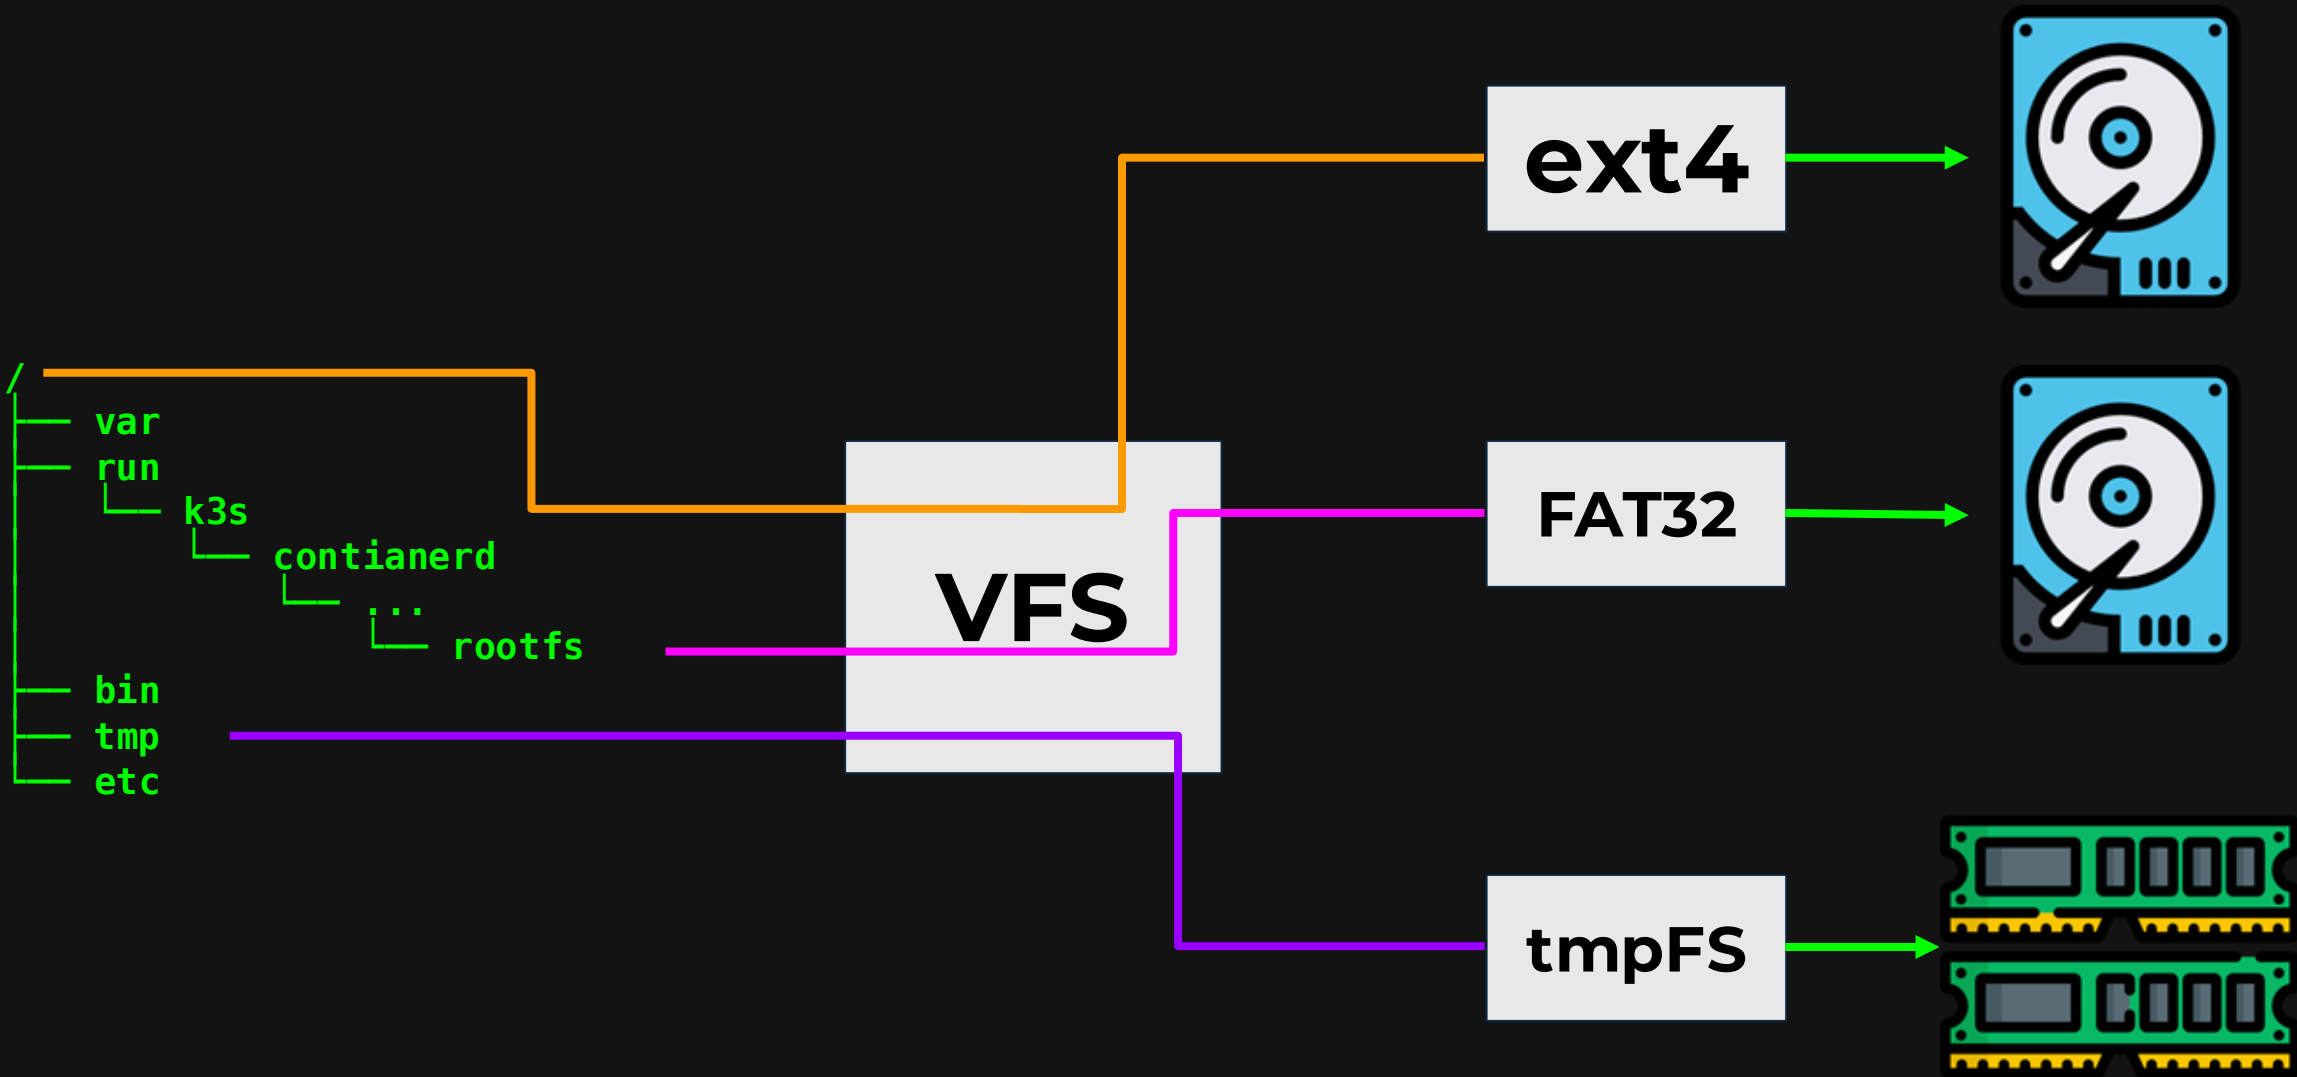 /
├── var
├── run
└── k3s
└── contianerd
└── ...
└── rootfs
├── bin
├── tmp
└── etc
VFS
ext4
FAT32
tmpFS